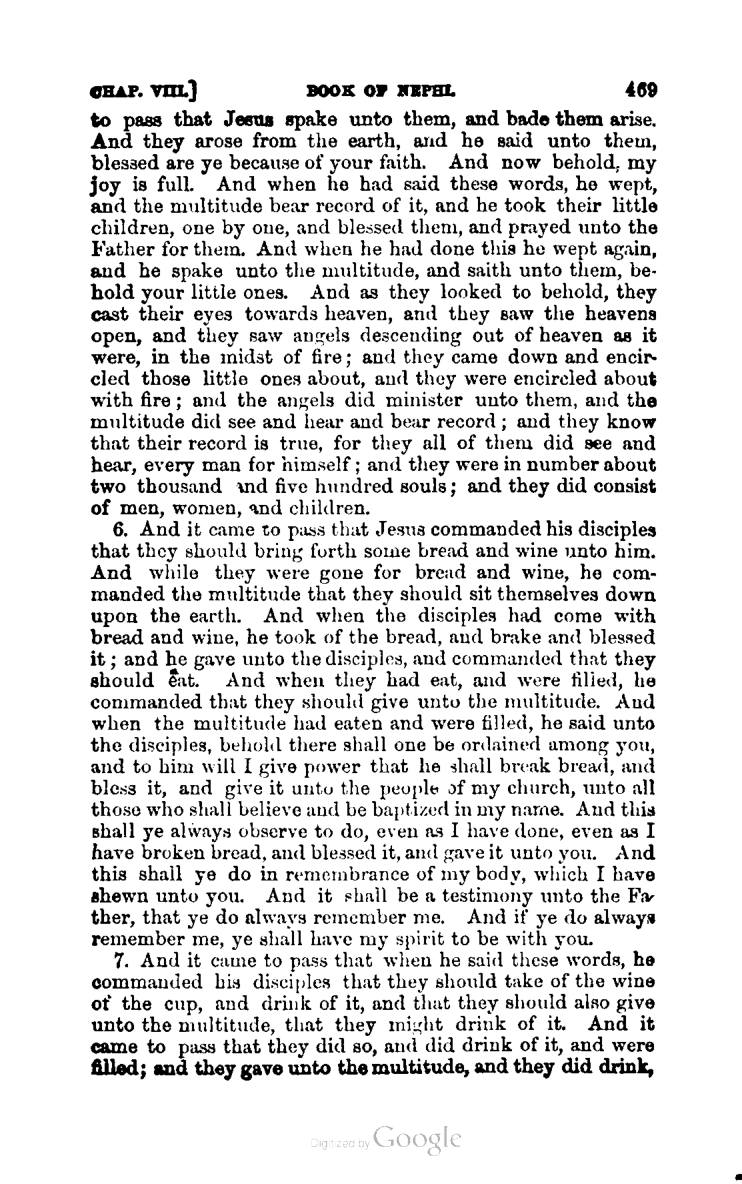 CHAP. VIII.] BOOK OF NEPHI. 469
to pass that Jesus spake unto them, and bade them arise.
And they arose from the earth, and he said unto them,
blessed are ye because of your faith. And now behold, my
joy is full. And when he had said these words, he wept,
and the multitude bear record of it, and he took their little
children, one by one, and blessed them, and prayed unto the
Father for them. And when he had done this he wept again,
and he spake unto the multitude, and saith unto them, be-
hold your little ones. And as they looked to behold, they
cast their eyes towards heaven, and they saw the heavens
open, and they saw angels descending out of heaven as it
were, in the midst of fire; and they came down and encir-
cled those little ones about, and they were encircled about
with fire; and the angels did minister unto them, and the
multitude did see and hear and bear record; and they know
that their record is true, for they all of them did see and
hear, every man for himself; and they were in number about
two thousand and five hundred souls; and they did consist
of men, women, and children.
6. And it came to pass that Jesus commanded his disciples
that they should bring forth some bread and wine unto him.
And while they were gone for bread and wine, he com-
manded the multitude that they should sit themselves down
upon the earth. And when the disciples had come with
bread and wine, he took of the bread, and brake and blessed
it; and he gave unto the disciples, and commanded that they
should eat. And when they had eat, and were filled, he
commanded that they should give unto the multitude. And
when the multitude had eaten and were filled, he said unto
the disciples, behold there shall one be ordained among you,
and to him will I give power that he shall break bread, and
bless it, and give it unto the people of my church, unto all
those who shall believe and be baptized in my name. And this
shall ye always observe to do, even as I have done, even as I
have broken bread, and blessed it, and gave it unto you. And
this shall ye do in remembrance of my body, which I have
shewn unto you. And it shall be a testimony unto the Fa-
ther, that ye do always remember me. And if ye do always
remember me, ye shall have my spirit to be with you.
7. And it came to pass that when he said these words, he
commanded his disciples that they should take of the wine
of the cup, and drink of it, and that they should also give
unto the multitude, that they might drink of it. And it
came to pass that they did so, and did drink of it, and were
filled; and they gave unto the multitude, and they did drink,
Digitized by Google